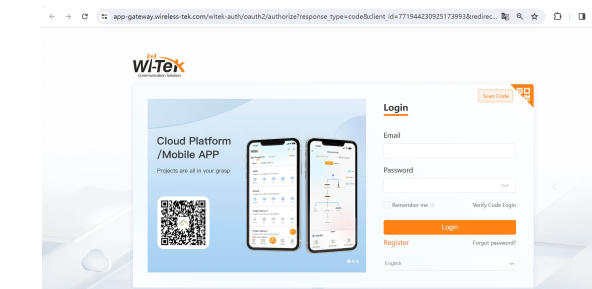 app-gateway.wireless-tek.com/witek-auth/oauth2/authorize?response_type=code&client_id=771944230925173993&redirec...
Wi-Tek
Communication Solution
Scan Code
Login
Cloud Platform
/Mobile APP
Projects are all in your grasp
Email
Password
Remember me
Verify Code Login
Login
Register
Forgot password?
English